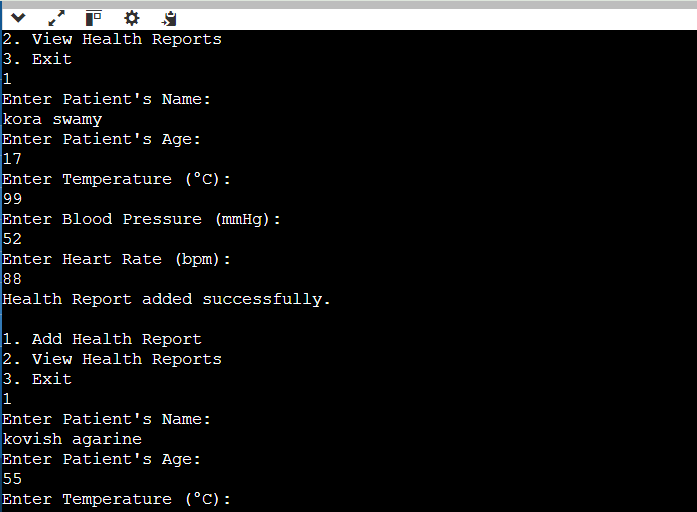 2. View Health Reports
3. Exit
1
Enter Patient's Name:
kora swamy
Enter Patient's Age:
17
Enter Temperature (°C):
99
Enter Blood Pressure (mmHg):
52
Enter Heart Rate (bpm):
88
Health Report added successfully.
1. Add Health Report
2. View Health Reports
3. Exit
1
Enter Patient's Name:
kovish agarine
Enter Patient's Age:
55
Enter Temperature (°C):